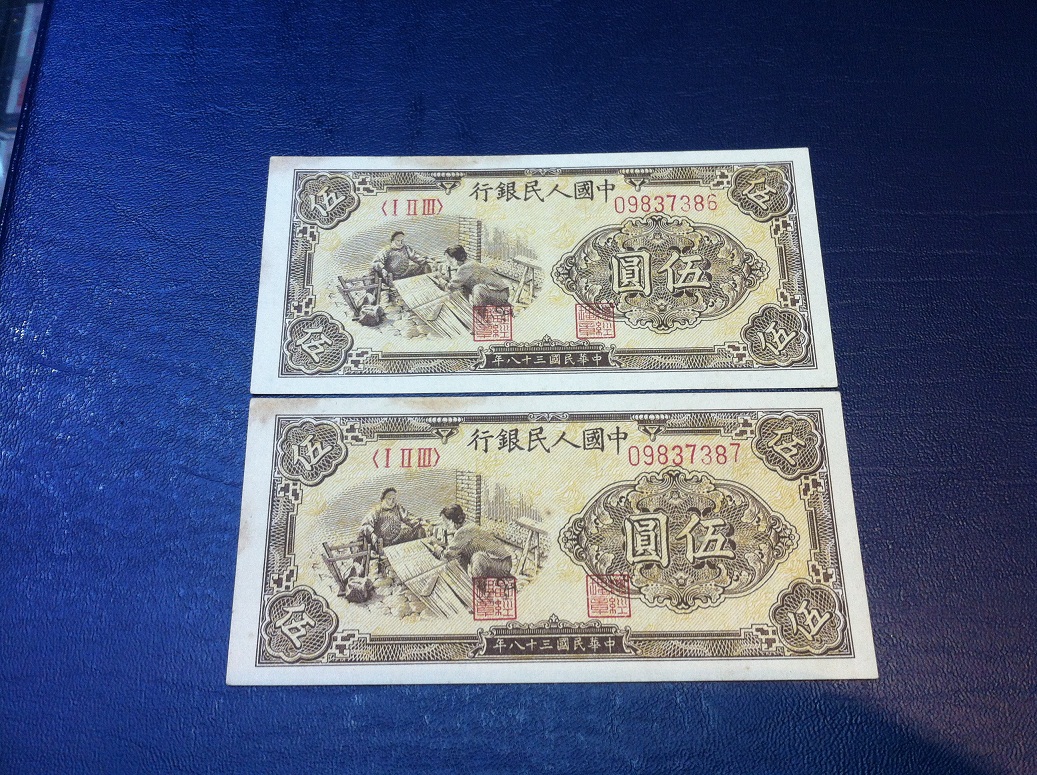 中國人民銀行
伍 伍
〈I II III〉 09837386
伍圓
伍 伍
中華民國三十八年
中國人民銀行
伍 伍
〈I II III〉 09837387
伍圓
伍 伍
中華民國三十八年